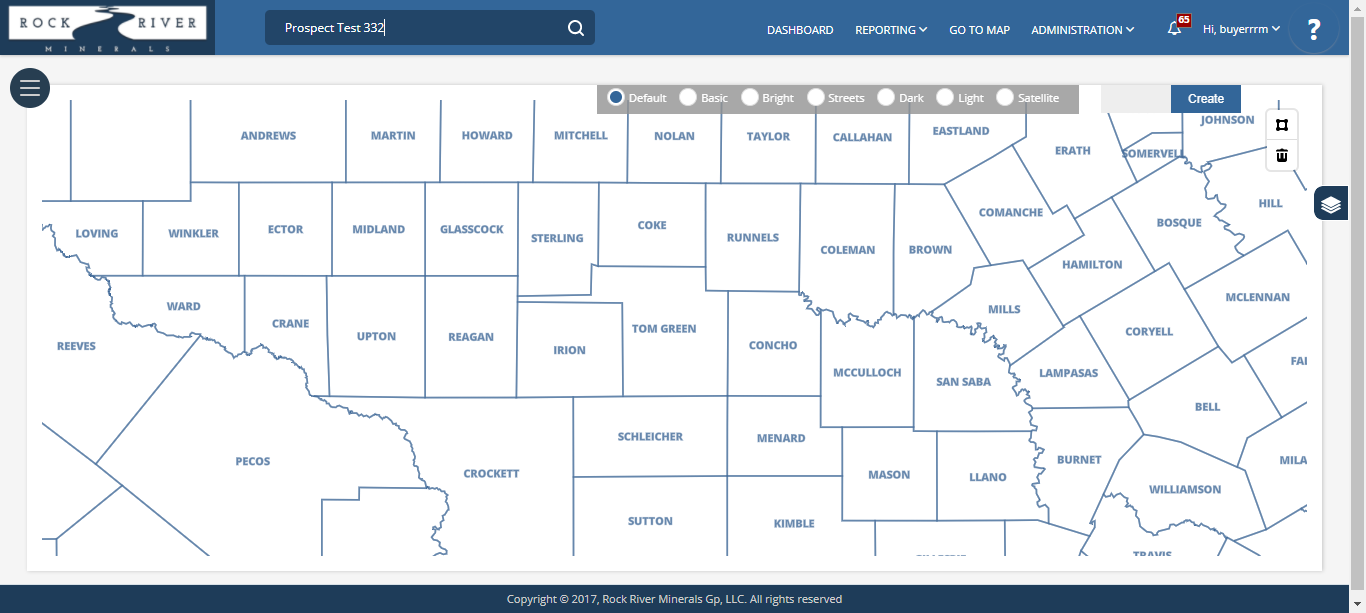 ROCK RIVER
MINERALS
Prospect Test 332
DASHBOARD REPORTING GO TO MAP ADMINISTRATION 65 Hi, buyerrrm ?
Default Basic Bright Streets Dark Light Satellite Create
ANDREWS MARTIN HOWARD MITCHELL NOLAN TAYLOR CALLAHAN EASTLAND ERATH SOMERVELL JOHNSON
LOVING WINKLER ECTOR MIDLAND GLASSCOCK STERLING COKE RUNNELS COLEMAN BROWN COMANCHE HAMILTON BOSQUE HILL
WARD CRANE UPTON REAGAN IRION TOM GREEN CONCHO MILLS CORYELL MCLENNAN
REEVES MCCULLOCH SAN SABA LAMPASAS BELL FAI
PECOS CROCKETT SCHLEICHER MENARD MASON LLANO BURNET WILLIAMSON MILA
SUTTON KIMBLE TRAVIS
Copyright © 2017, Rock River Minerals Gp, LLC. All rights reserved